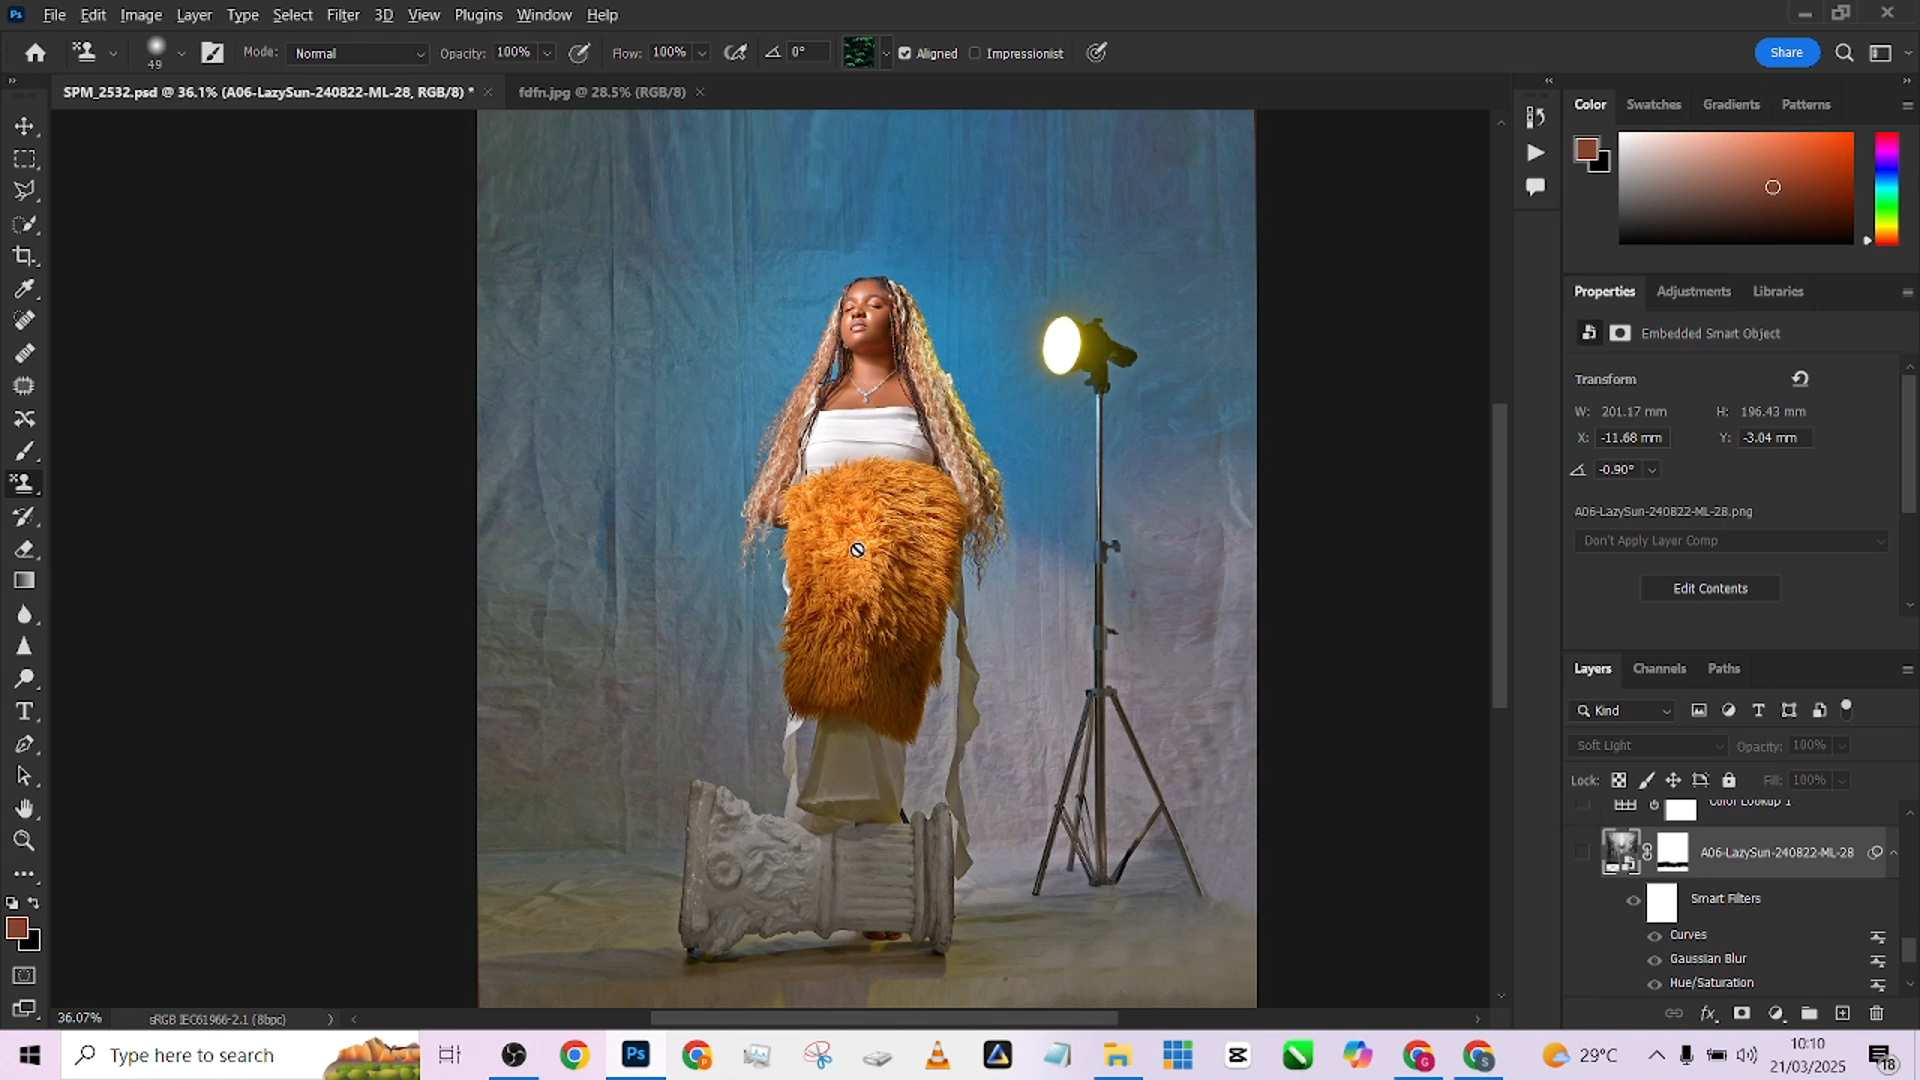 Ps File Edit Image Layer Type Select Filter 3D View Plugins Window Help
49 Mode: Normal Opacity: 100% Flow: 100% 0° Aligned Impressionist Share
SPM_2532.psd @ 36.1% (A06-LazySun-240822-ML-28, RGB/8) * fdfn.jpg @ 28.5% (RGB/8)
Color Swatches Gradients Patterns
Properties Adjustments Libraries
Embedded Smart Object
Transform
W: 201.17 mm H: 196.43 mm
X: -11.68 mm Y: -3.04 mm
-0.90°
A06-LazySun-240822-ML-28.png
Don't Apply Layer Comp
Edit Contents
Layers Channels Paths
Kind
Soft Light Opacity: 100%
Lock: Fill: 100%
Color Lookup 1
A06-LazySun-240822-ML-28
Smart Filters
Curves
Gaussian Blur
Hue/Saturation
36.07% sRGB IEC61966-2.1 (8bpc)
Type here to search
29°C
10:10
21/03/2025
18